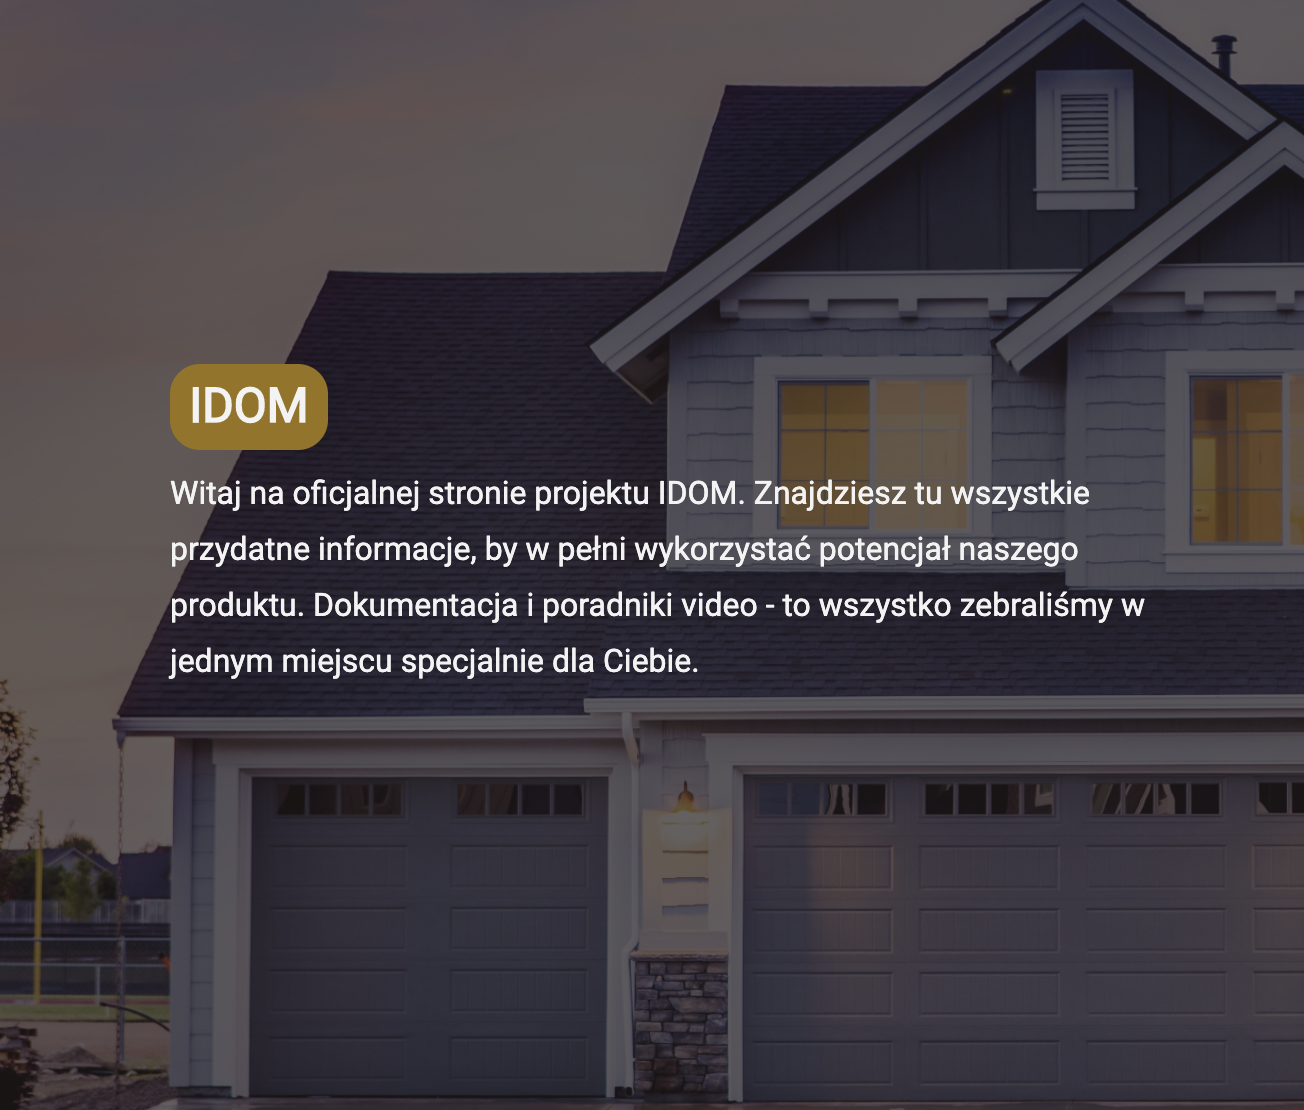 IDOM
Witaj na oficjalnej stronie projektu IDOM. Znajdziesz tu wszystkie
przydatne informacje, by w pełni wykorzystać potencjał naszego
produktu. Dokumentacja i poradniki video - to wszystko zebraliśmy w
jednym miejscu specjalnie dla Ciebie.